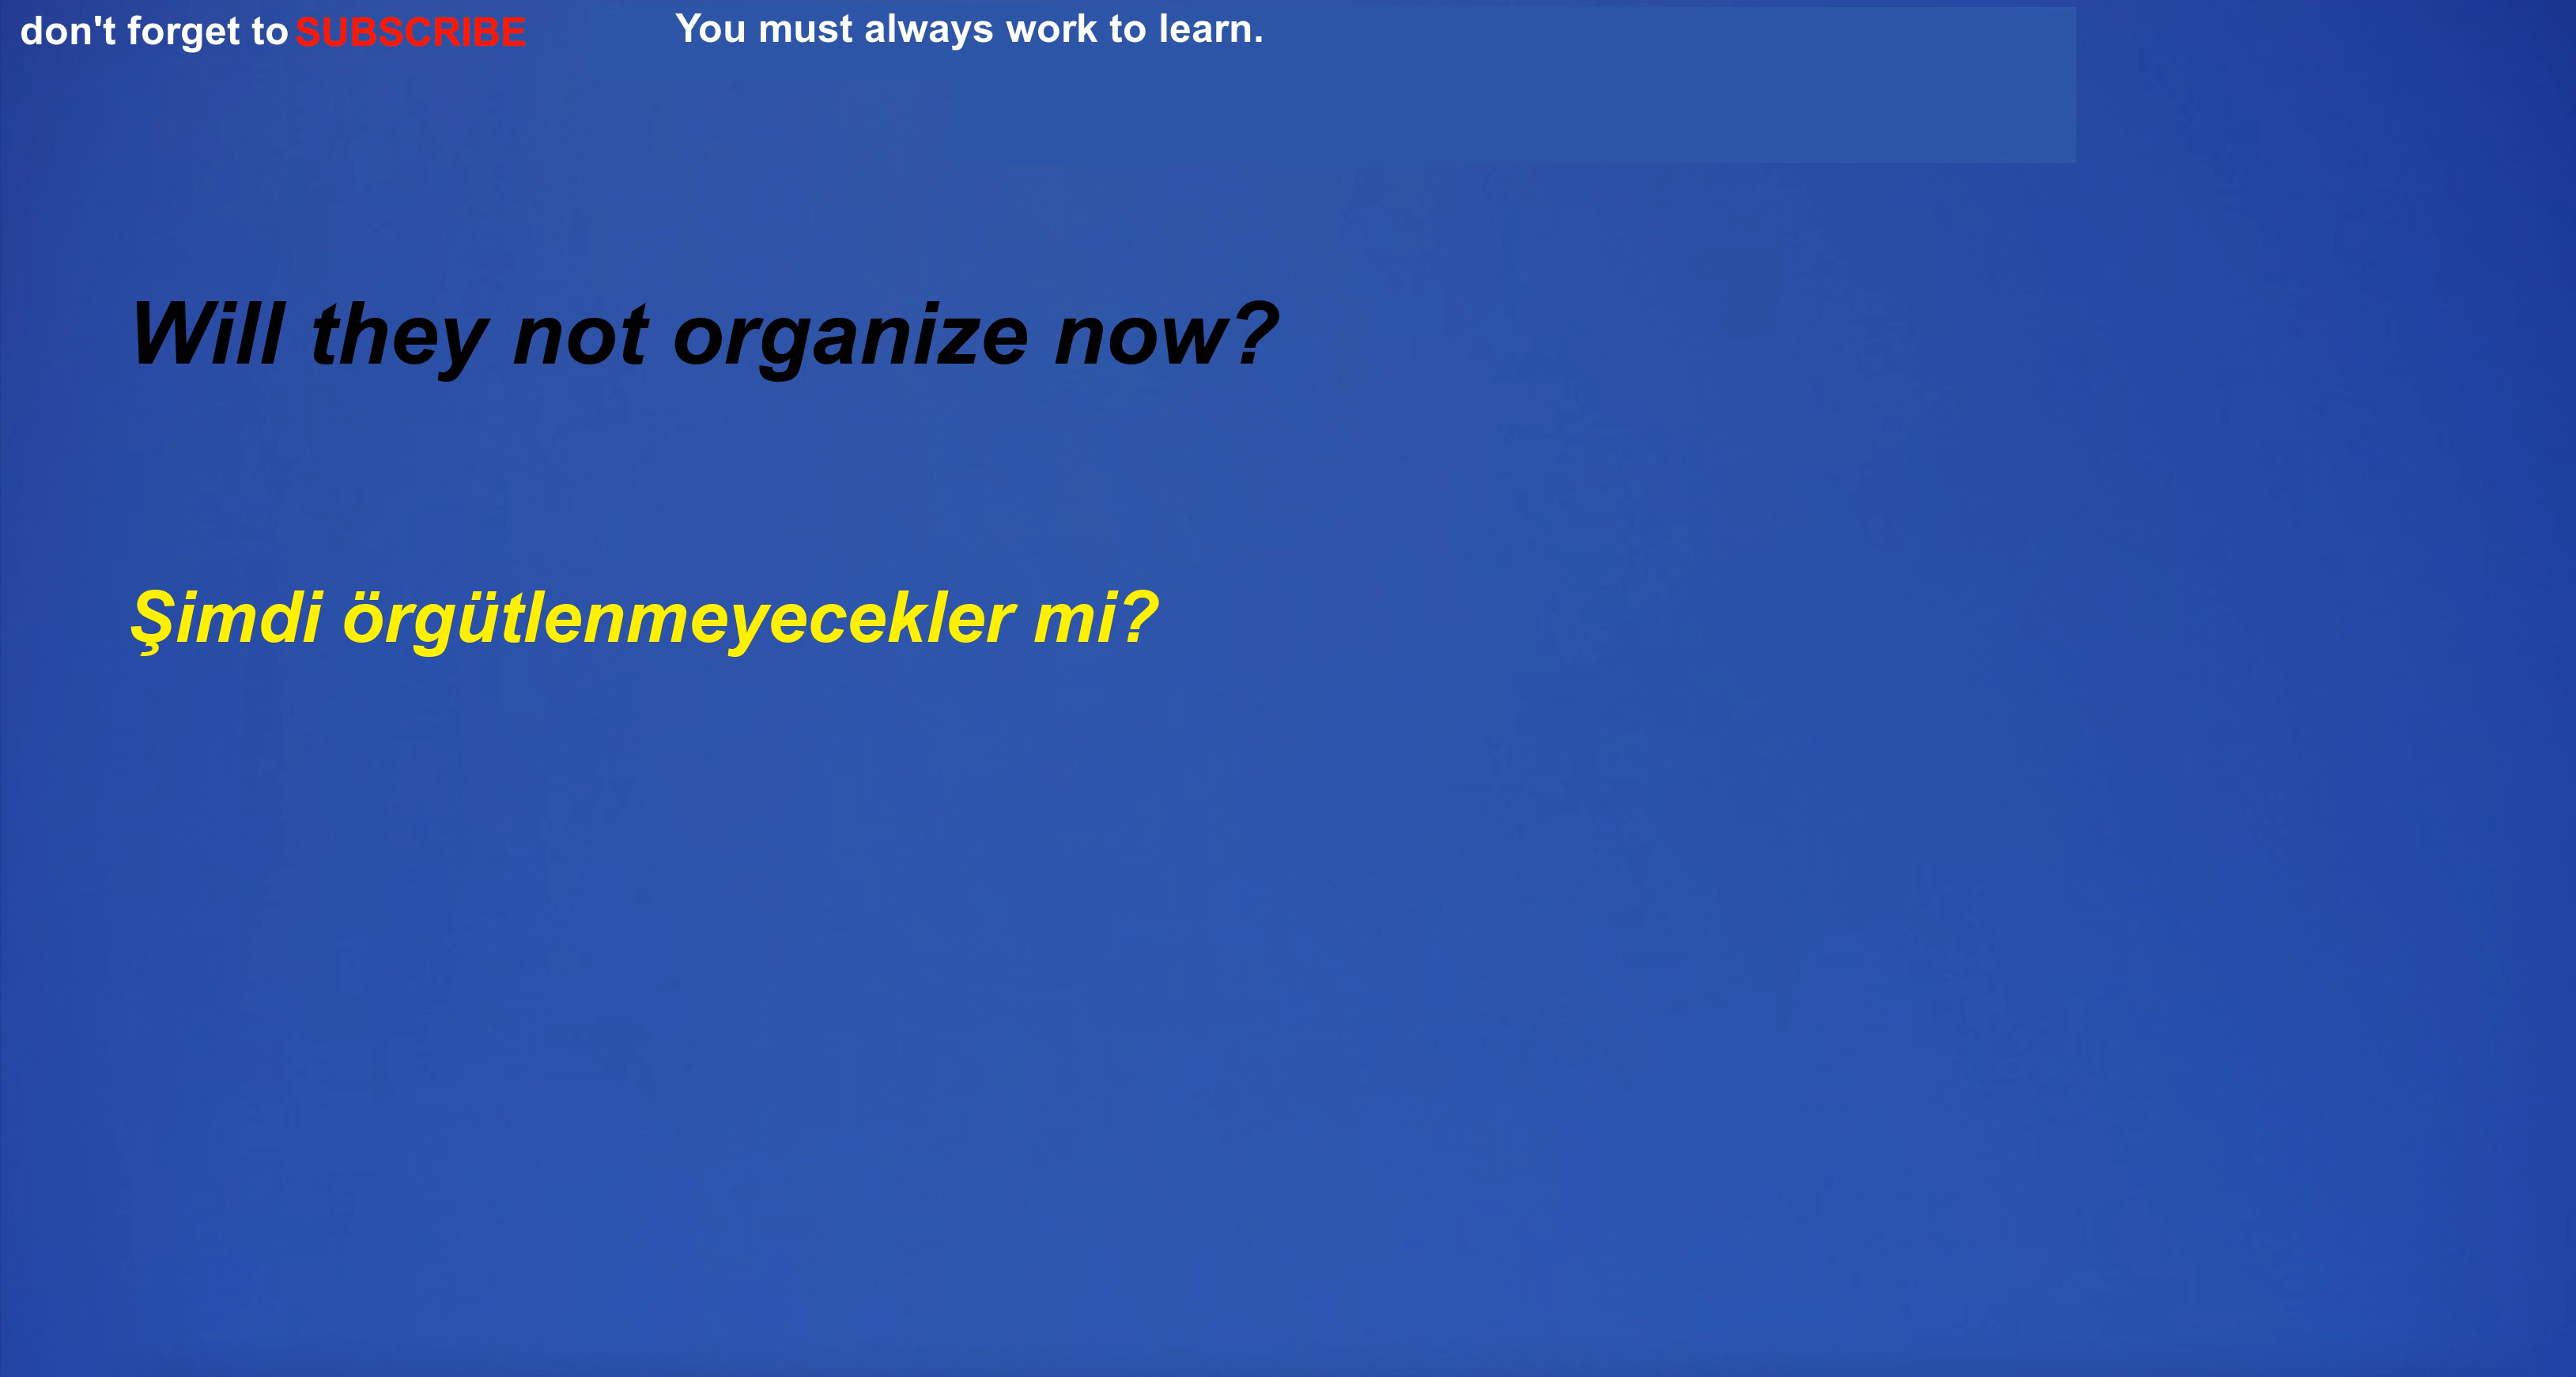 don't forget to SUBSCRIBE You must always work to learn.
Will they not organize now?
Şimdi örgütlenmeyecekler mi?